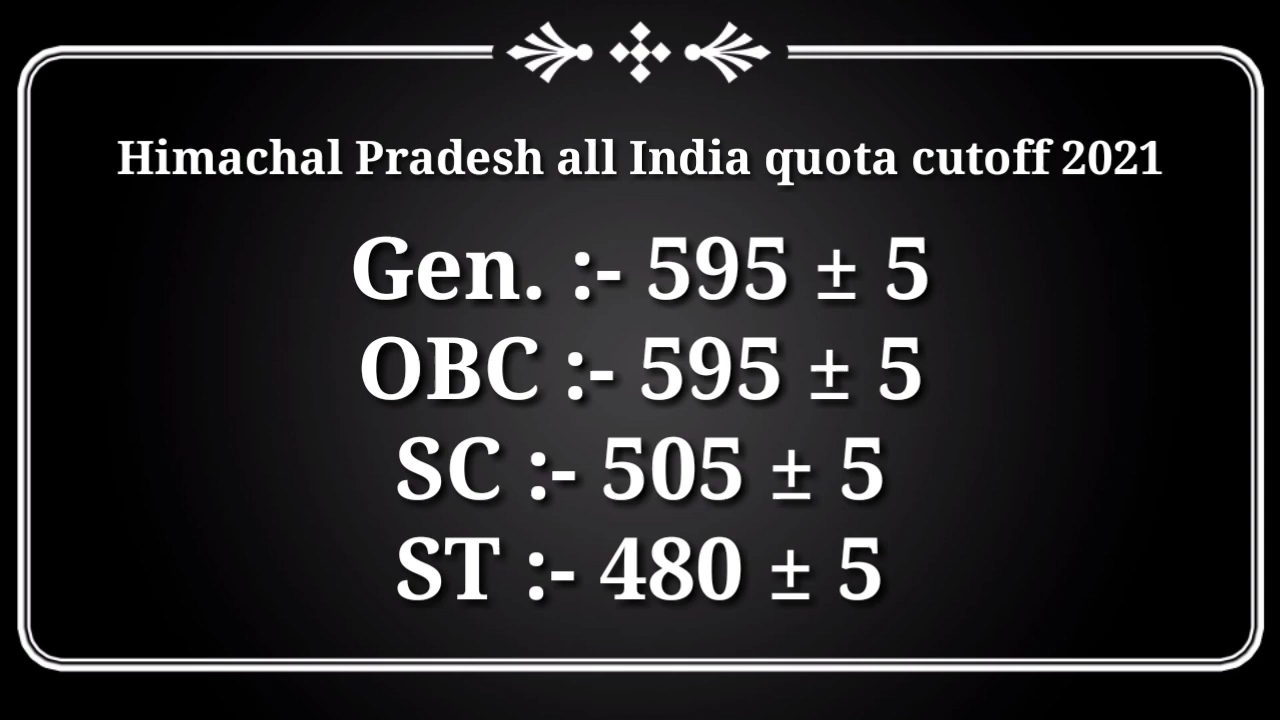 Himachal Pradesh all India quota cutoff 2021
Gen. :- 595 ± 5
OBC :- 595 ± 5
SC :- 505 ± 5
ST :- 480 ± 5